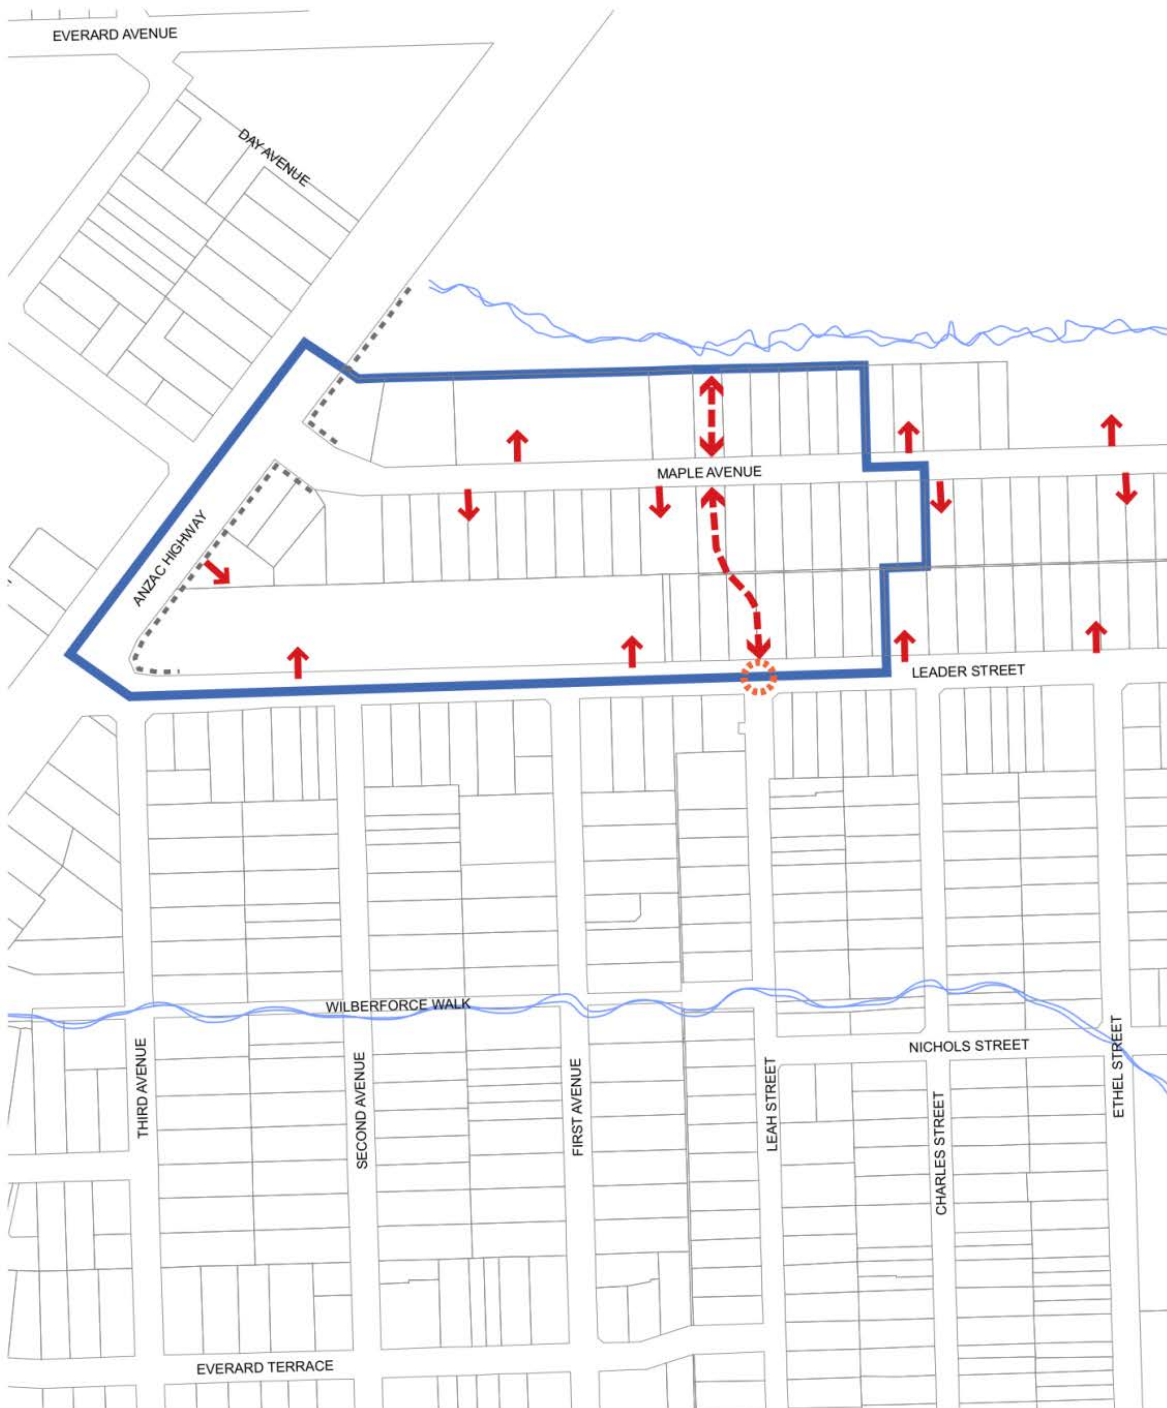 EVERARD AVENUE
DAY AVENUE
MAPLE AVENUE
ANZAC HIGHWAY
LEADER STREET
WILBERFORCE WALK
NICHOLS STREET
THIRD AVENUE
SECOND AVENUE
FIRST AVENUE
LEAH STREET
CHARLES STREET
ETHEL STREET
EVERARD TERRACE